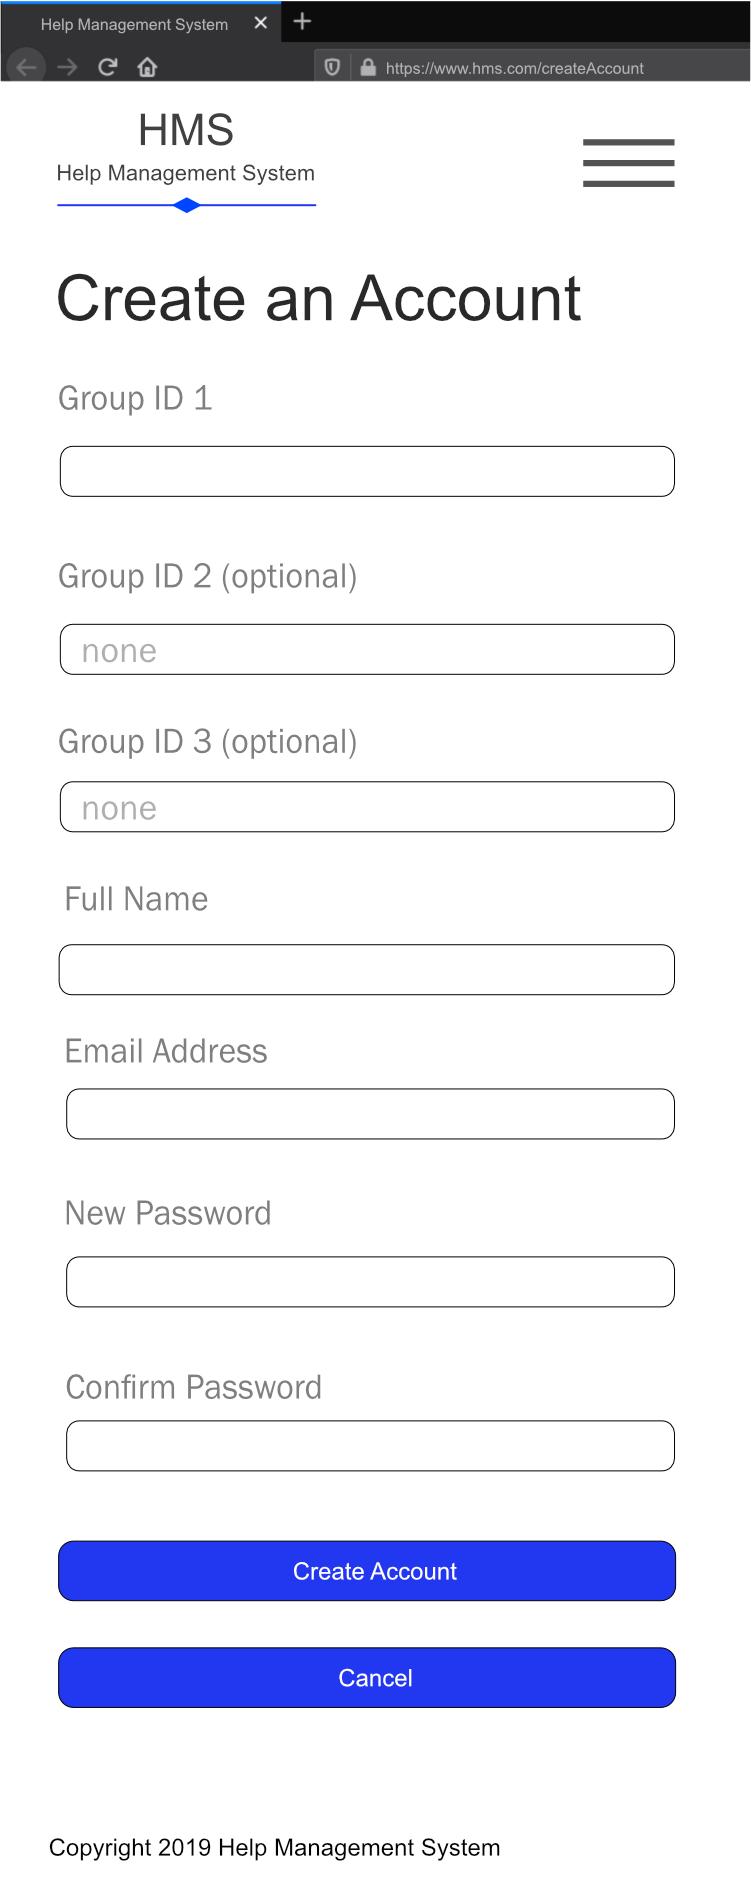 Help Management System
https://www.hms.com/createAccount
HMS
Help Management System
Create an Account
Group ID 1
Group ID 2 (optional)
none
Group ID 3 (optional)
none
Full Name
Email Address
New Password
Confirm Password
Create Account
Cancel
Copyright 2019 Help Management System